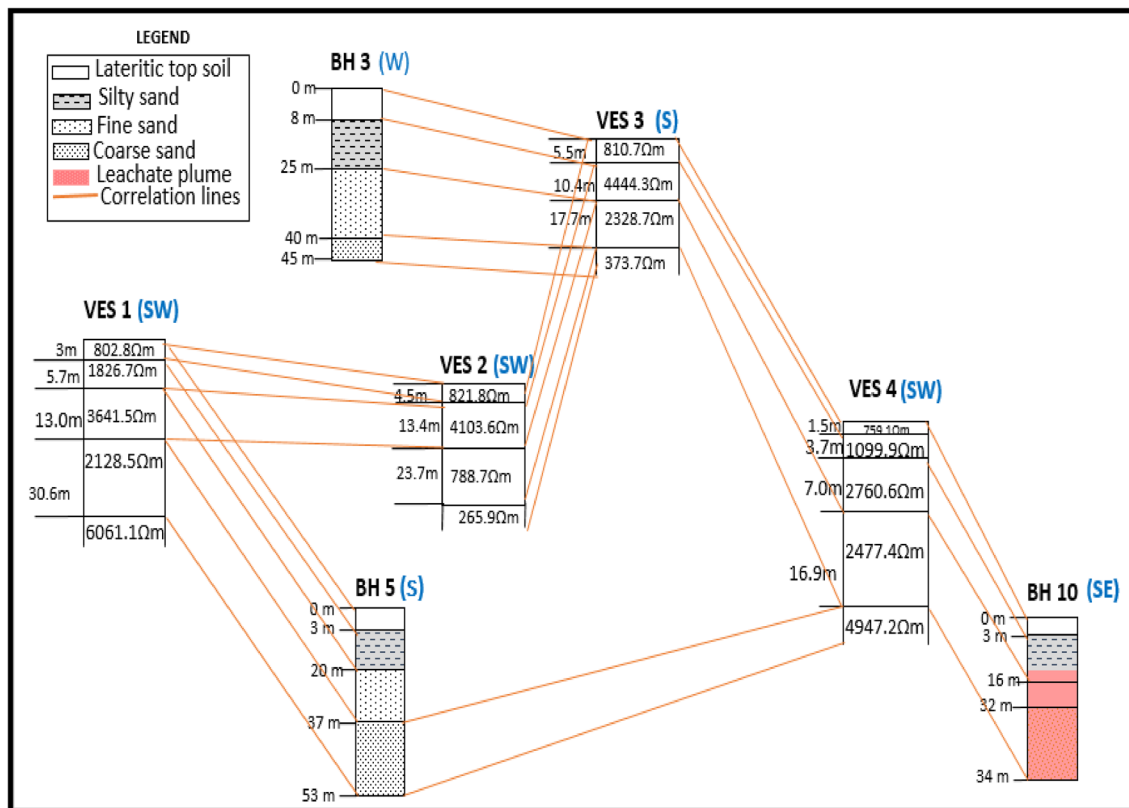 LEGEND
Lateritic top soil
Silty sand
Fine sand
Coarse sand
Leachate plume
Correlation lines
BH 3 (W)
0 m
8 m
25 m
40 m
45 m
VES 3 (S)
5.5m 810.7Ωm
10.4m 4444.3Ωm
17.7m 2328.7Ωm
373.7Ωm
VES 1 (SW)
3m 802.8Ωm
5.7m 1826.7Ωm
13.0m 3641.5Ωm
2128.5Ωm
30.6m
6061.1Ωm
VES 2 (SW)
4.5m 821.8Ωm
13.4m 4103.6Ωm
23.7m 788.7Ωm
265.9Ωm
VES 4 (SW)
1.5m 759.1Ωm
3.7m 1099.9Ωm
7.0m 2760.6Ωm
2477.4Ωm
16.9m
4947.2Ωm
BH 5 (S)
0 m
3 m
20 m
37 m
53 m
BH 10 (SE)
0 m
3 m
16 m
32 m
34 m